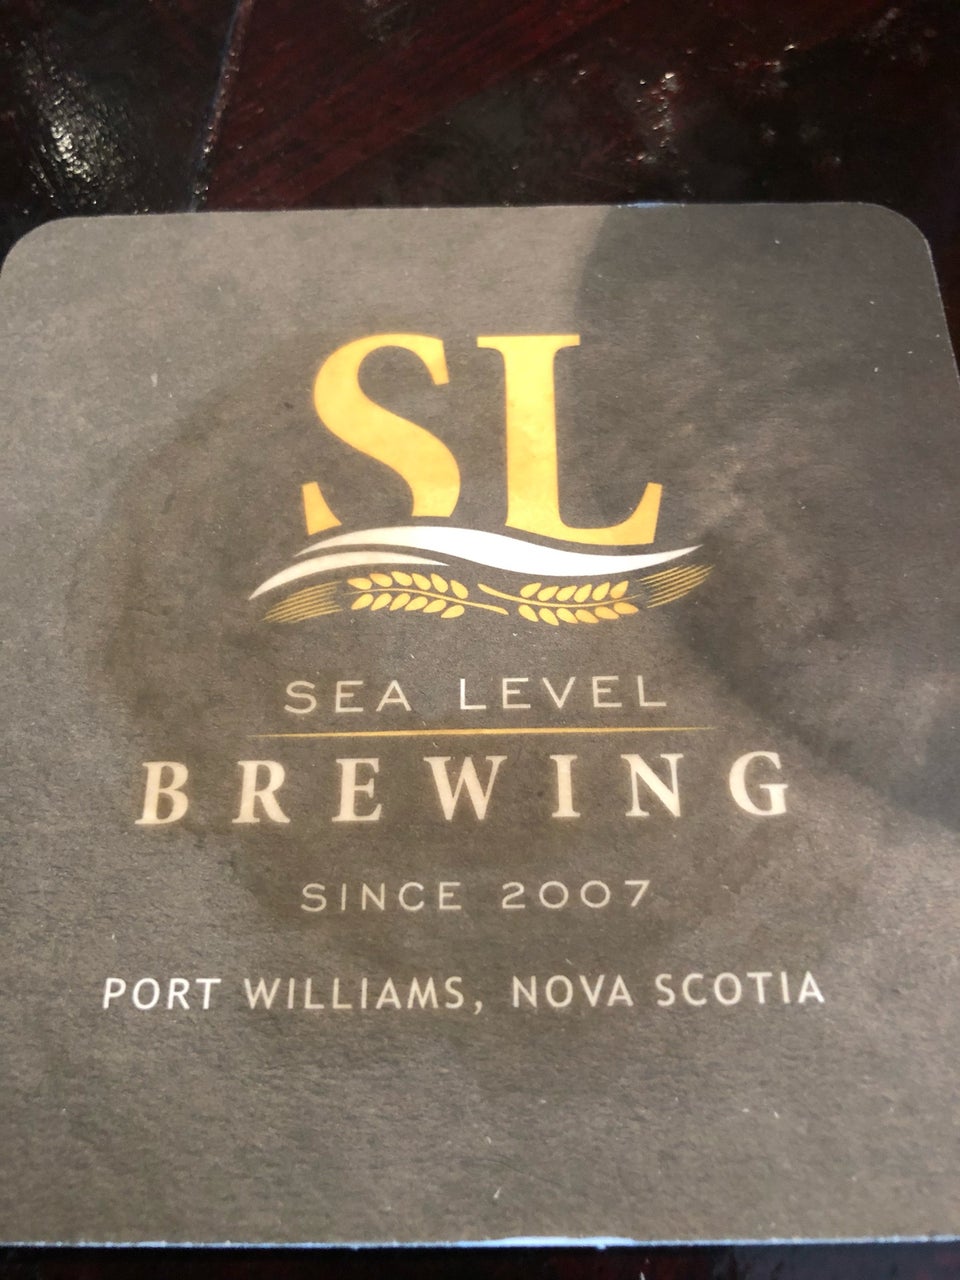 SL
SEA LEVEL
BREWING
SINCE 2007
PORT WILLIAMS, NOVA SCOTIA